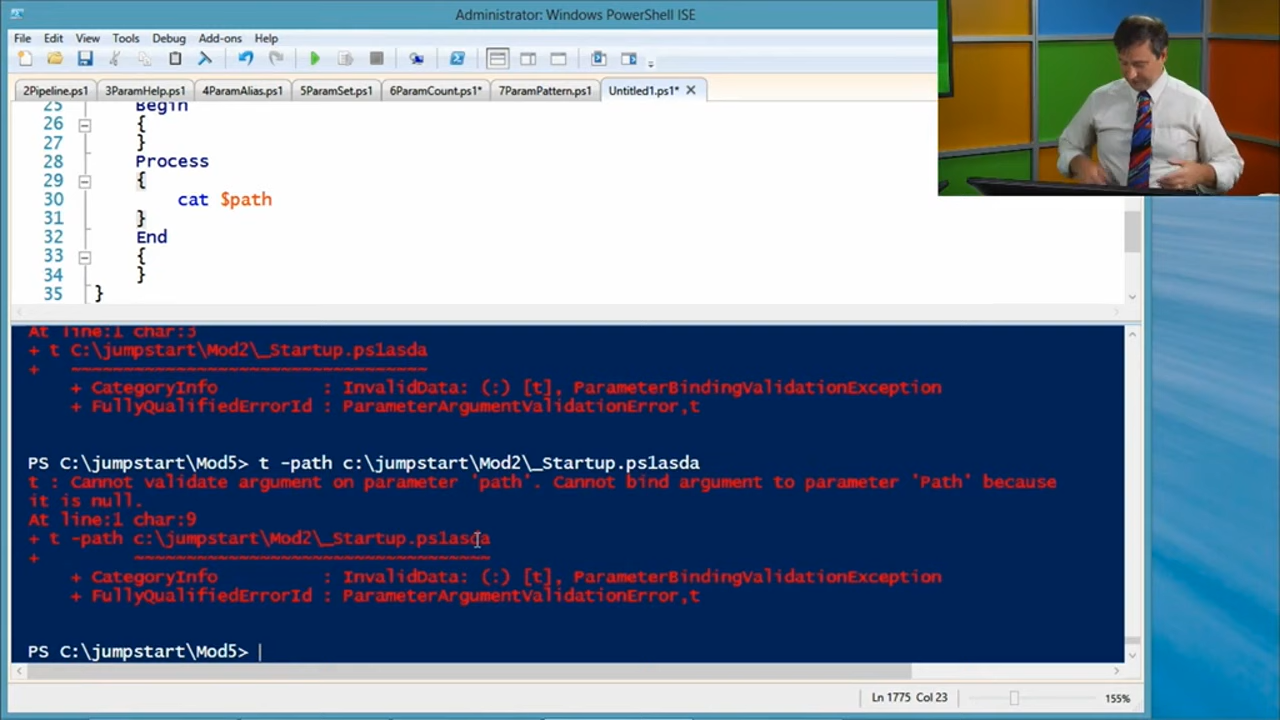 Administrator: Windows PowerShell ISE
File Edit View Tools Debug Add-ons Help
2Pipeline.ps1 3ParamHelp.ps1 4ParamAlias.ps1 5ParamSet.ps1 6ParamCount.ps1* 7ParamPattern.ps1 Untitled1.ps1* X
25 Begin
26 {
27 }
28 Process
29 {
30 cat $path
31 }
32 End
33 {
34 }
35 }
At line:1 char:3
+ t C:\jumpstart\Mod2\_Startup.ps1asda
+ ~~~~~~~~~~~~~~~~~~~~~~~~~~~~~~~~~~
+ CategoryInfo : InvalidData: (:) [t], ParameterBindingValidationException
+ FullyQualifiedErrorId : ParameterArgumentValidationError,t
PS C:\jumpstart\Mod5> t -path c:\jumpstart\Mod2\_Startup.ps1asda
t : Cannot validate argument on parameter 'path'. Cannot bind argument to parameter 'Path' because
it is null.
At line:1 char:9
+ t -path c:\jumpstart\Mod2\_Startup.ps1asda
+ ~~~~~~~~~~~~~~~~~~~~~~~~~~~~~~~~~~
+ CategoryInfo : InvalidData: (:) [t], ParameterBindingValidationException
+ FullyQualifiedErrorId : ParameterArgumentValidationError,t
PS C:\jumpstart\Mod5>
Ln 1775 Col 23 155%